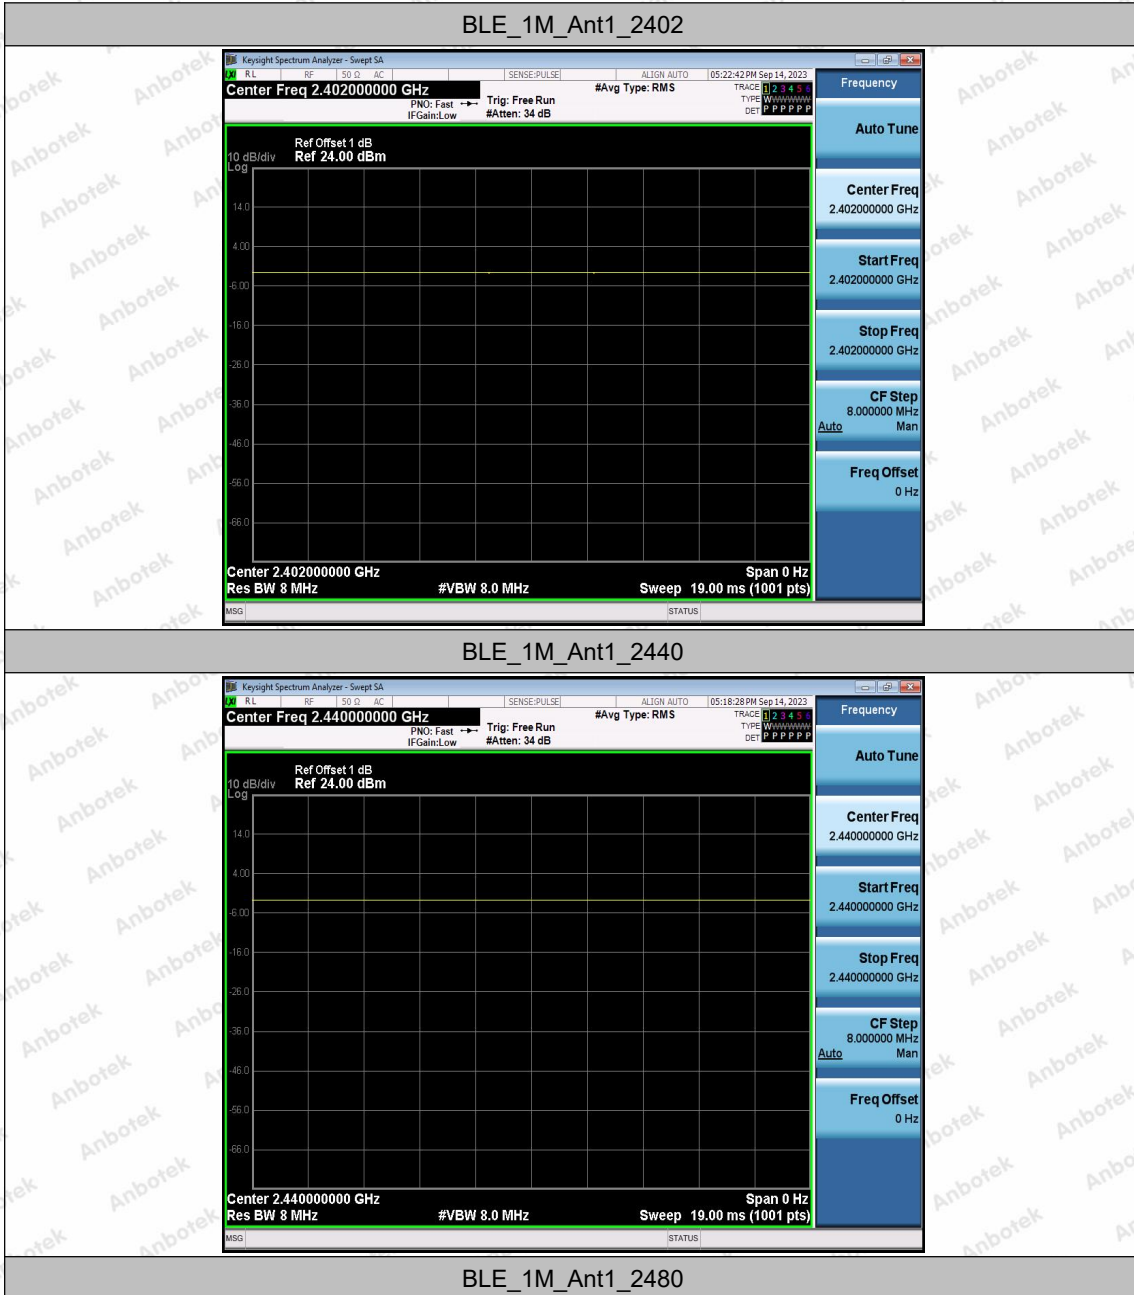 BLE_1M_Ant1_2402
Keysight Spectrum Analyzer - Swept SA
LXI RL RF 50 Ω AC SENSE:PULSE ALIGN AUTO 05:22:42 PM Sep 14, 2023
Center Freq 2.402000000 GHz
#Avg Type: RMS
TRACE 1 2 3 4 5 6
PNO: Fast
Trig: Free Run
TYPE WWWWWW
IFGain:Low
#Atten: 34 dB
DET P P P P P P
Frequency
Auto Tune
Ref Offset 1 dB
10 dB/div Ref 24.00 dBm
Log
14.0
4.00
-6.00
-16.0
-26.0
-36.0
-46.0
-56.0
-66.0
Center Freq
2.402000000 GHz
Start Freq
2.402000000 GHz
Stop Freq
2.402000000 GHz
CF Step
8.000000 MHz
Auto Man
Freq Offset
0 Hz
Center 2.402000000 GHz Span 0 Hz
Res BW 8 MHz #VBW 8.0 MHz Sweep 19.00 ms (1001 pts)
MSG STATUS
BLE_1M_Ant1_2440
Keysight Spectrum Analyzer - Swept SA
LXI RL RF 50 Ω AC SENSE:PULSE ALIGN AUTO 05:18:28 PM Sep 14, 2023
Center Freq 2.440000000 GHz
#Avg Type: RMS
TRACE 1 2 3 4 5 6
PNO: Fast
Trig: Free Run
TYPE WWWWWW
IFGain:Low
#Atten: 34 dB
DET P P P P P P
Frequency
Auto Tune
Ref Offset 1 dB
10 dB/div Ref 24.00 dBm
Log
14.0
4.00
-6.00
-16.0
-26.0
-36.0
-46.0
-56.0
-66.0
Center Freq
2.440000000 GHz
Start Freq
2.440000000 GHz
Stop Freq
2.440000000 GHz
CF Step
8.000000 MHz
Auto Man
Freq Offset
0 Hz
Center 2.440000000 GHz Span 0 Hz
Res BW 8 MHz #VBW 8.0 MHz Sweep 19.00 ms (1001 pts)
MSG STATUS
BLE_1M_Ant1_2480
Anbotek